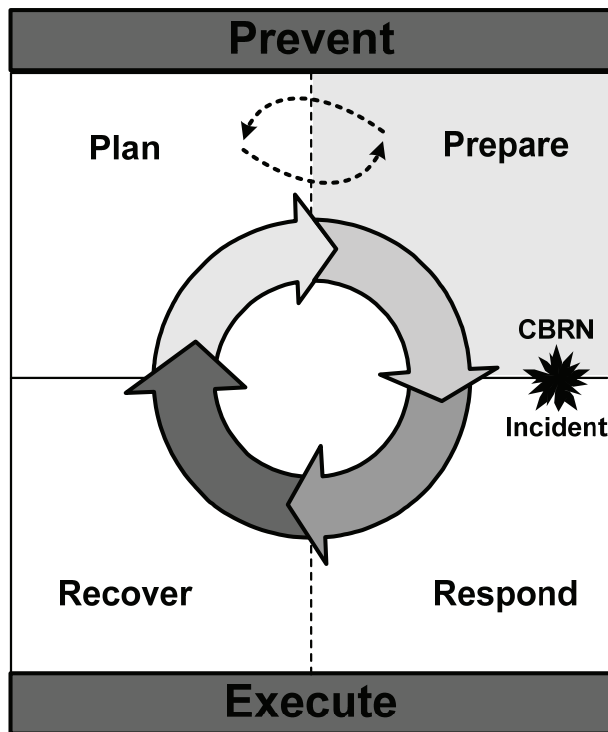 Prevent
Plan
Prepare
CBRN
Incident
Recover
Respond
Execute